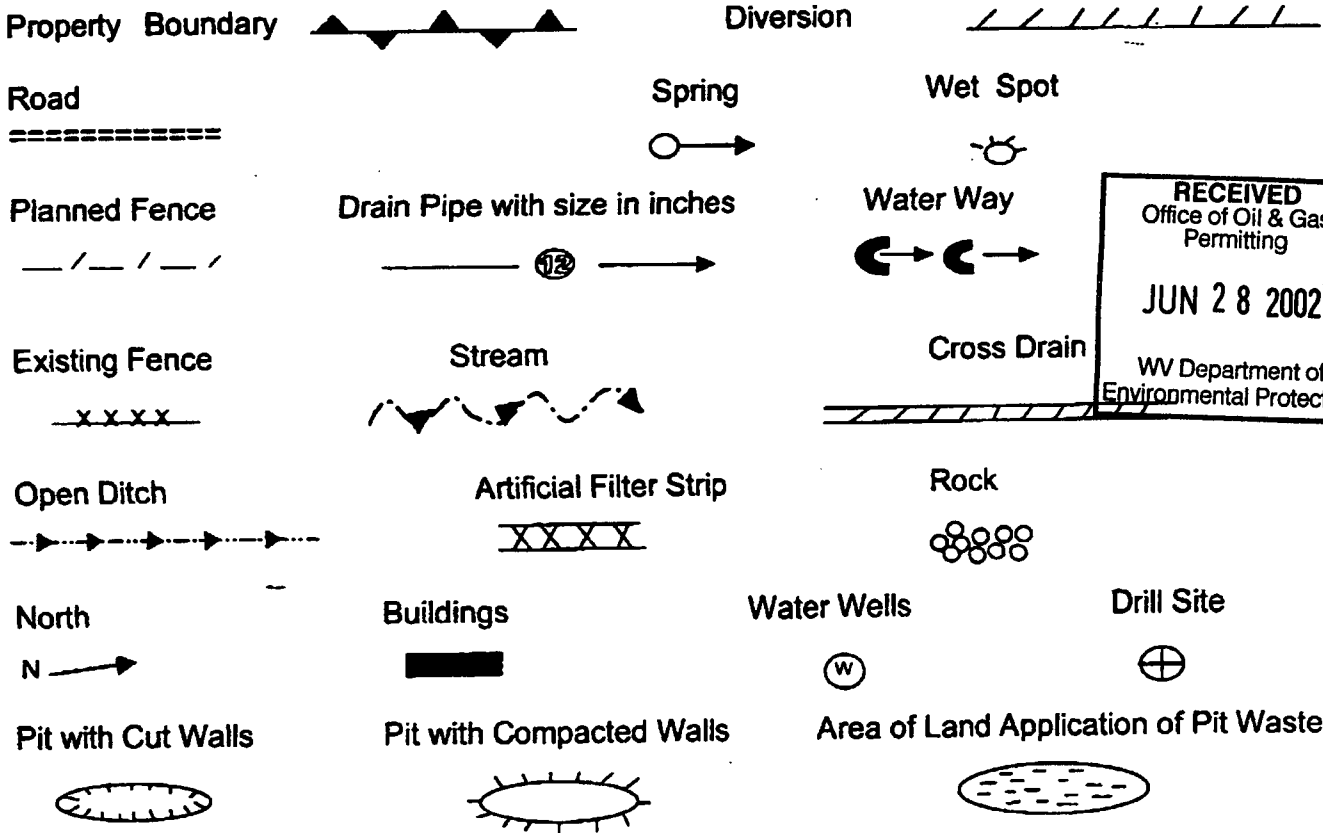 Property Boundary
Diversion
Road
Spring
Wet Spot
Planned Fence
Drain Pipe with size in inches
12
Water Way
RECEIVED
Office of Oil & Gas
Permitting
JUN 28 2002
WV Department of
Environmental Protec
Existing Fence
Stream
Cross Drain
Open Ditch
Artificial Filter Strip
Rock
North
N
Buildings
Water Wells
W
Drill Site
Pit with Cut Walls
Pit with Compacted Walls
Area of Land Application of Pit Waste